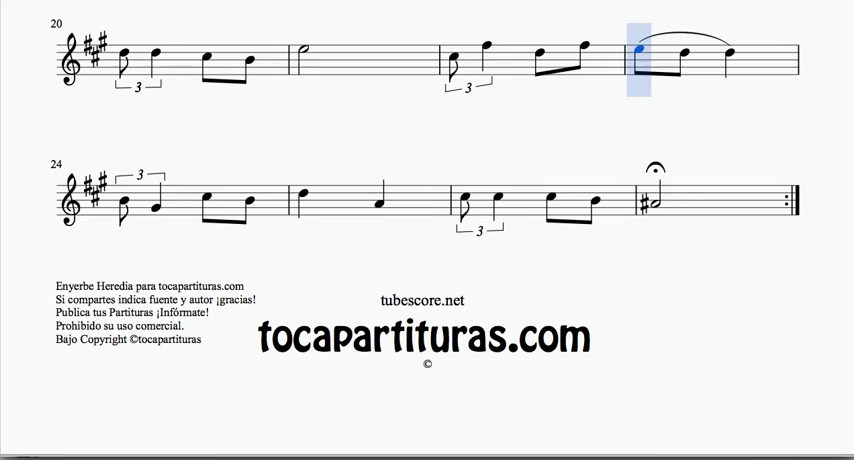 20
3
3
24
3
3
Enyerbe Heredia para tocapartituras.com
Si compartes indica fuente y autor ¡gracias!
Publica tus Partituras ¡Infórmate!
Prohibido su uso comercial.
Bajo Copyright ©tocapartituras
tubescore.net
tocapartituras.com
©